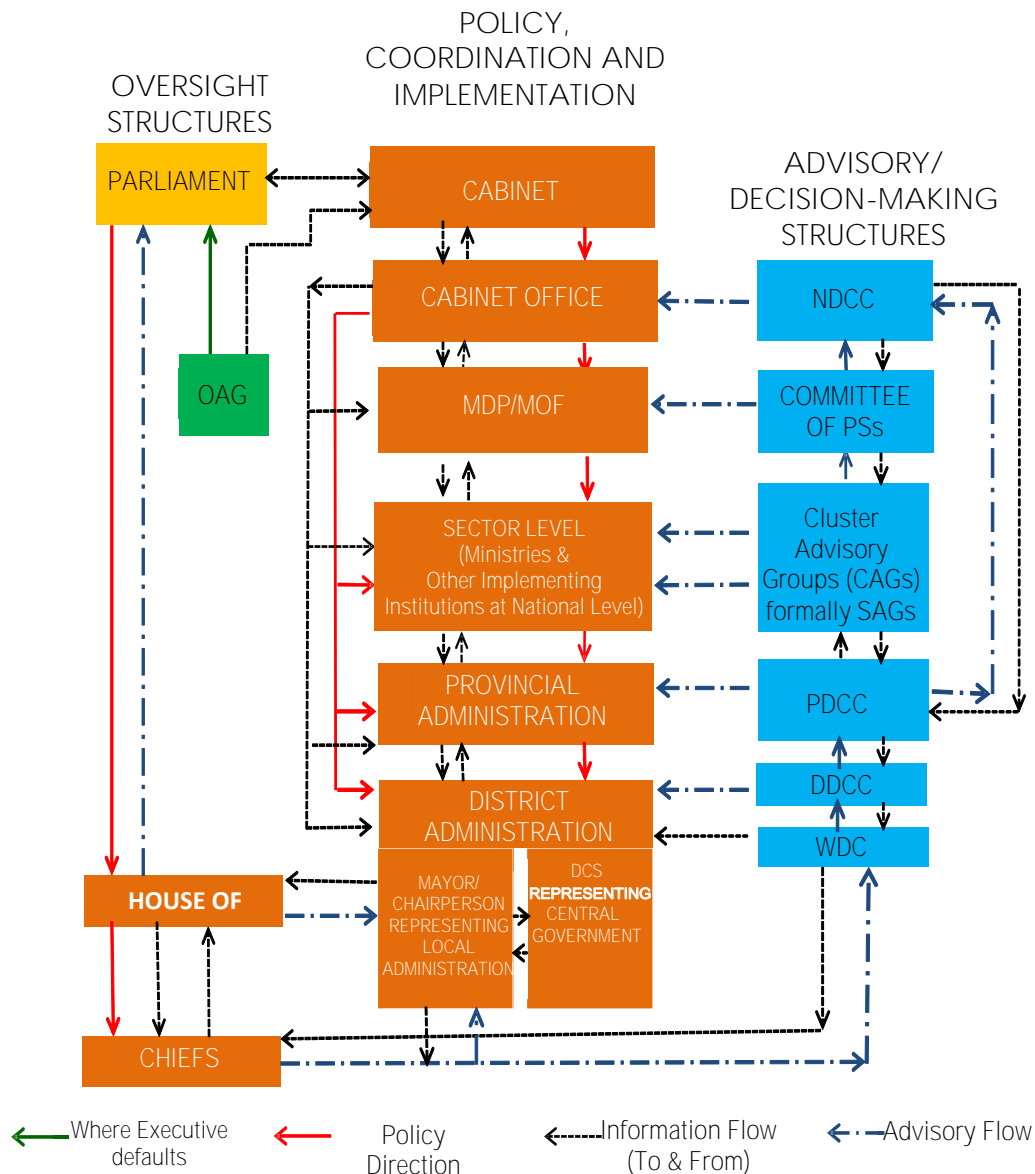 POLICY,
COORDINATION AND
IMPLEMENTATION
OVERSIGHT
STRUCTURES
ADVISORY/
DECISION-MAKING
STRUCTURES
PARLIAMENT
CABINET
CABINET OFFICE
NDCC
OAG
MDP/MOF
COMMITTEE
OF PSs
SECTOR LEVEL
(Ministries &
Other Implementing
Institutions at National Level)
Cluster
Advisory
Groups (CAGs)
formally SAGs
PROVINCIAL
ADMINISTRATION
PDCC
DISTRICT
ADMINISTRATION
DDCC
WDC
HOUSE OF
MAYOR/
CHAIRPERSON
REPRESENTING
LOCAL
ADMINISTRATION
DCS
REPRESENTING
CENTRAL
GOVERNMENT
CHIEFS
Where Executive
defaults
Policy
Direction
Information Flow
(To & From)
Advisory Flow